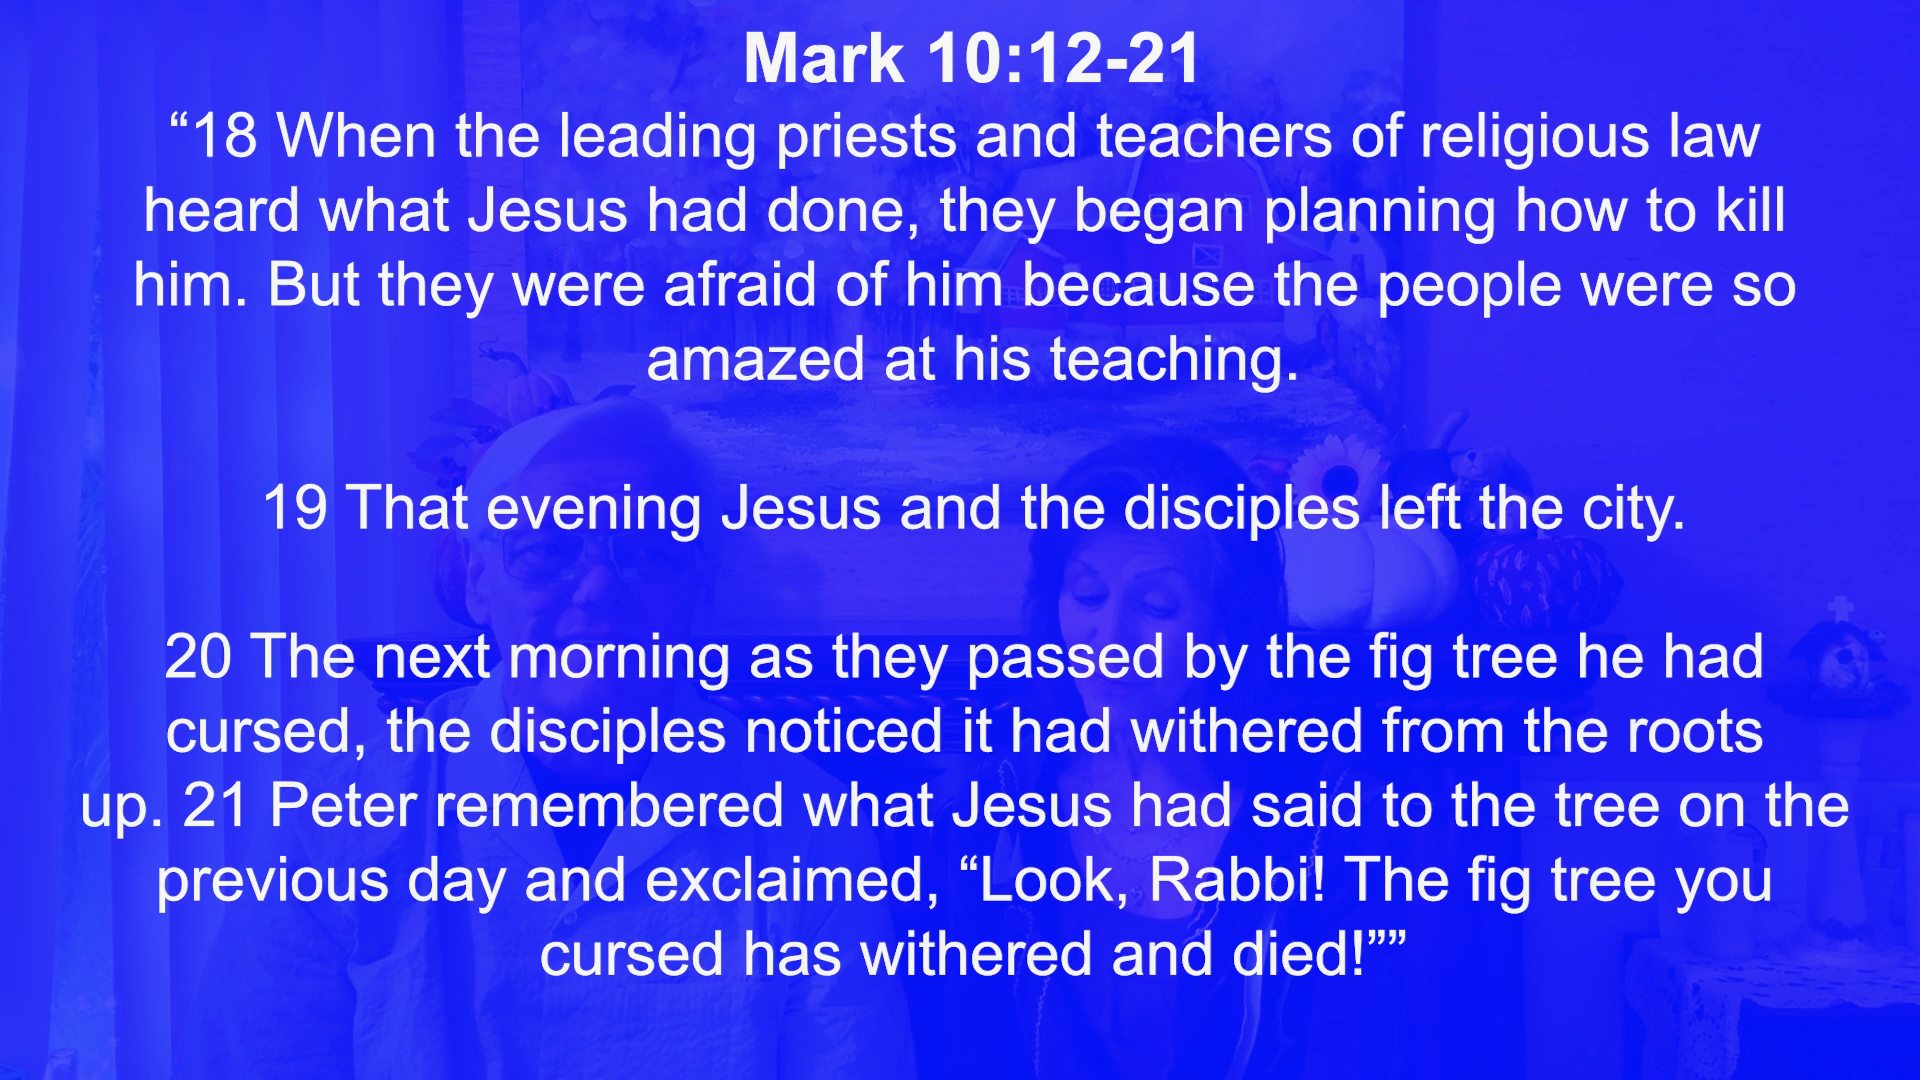 Mark 10:12-21
“18 When the leading priests and teachers of religious law
heard what Jesus had done, they began planning how to kill
him. But they were afraid of him because the people were so
amazed at his teaching.
19 That evening Jesus and the disciples left the city.
20 The next morning as they passed by the fig tree he had
cursed, the disciples noticed it had withered from the roots
up. 21 Peter remembered what Jesus had said to the tree on the
previous day and exclaimed, “Look, Rabbi! The fig tree you
cursed has withered and died!””